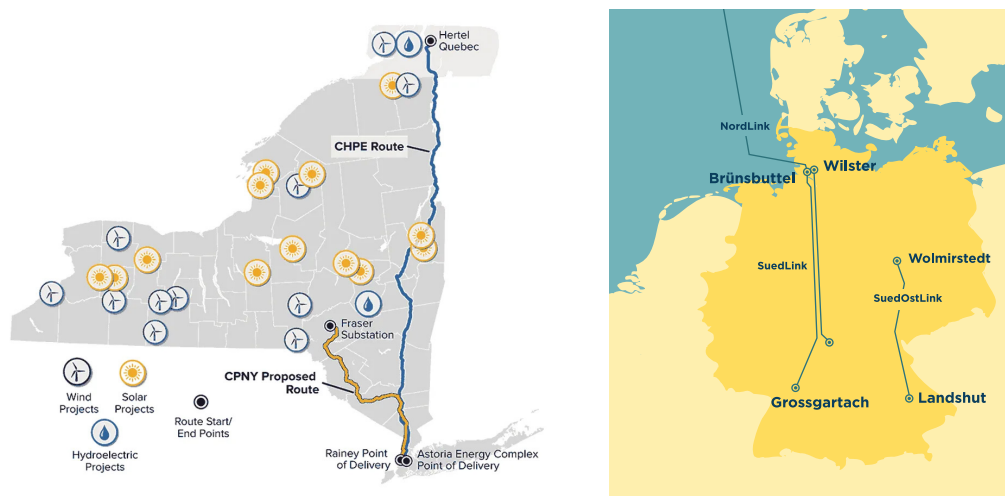 Hertel
Quebec
CHPE Route
Fraser
Substation
CPNY Proposed
Route
Wind
Projects
Solar
Projects
Route Start/
End Points
Hydroelectric
Projects
Rainey Point
of Delivery
Astoria Energy Complex
Point of Delivery
NordLink
Brünsbuttel
Wilster
SuedLink
Wolmirstedt
SuedOstLink
Grossgartach
Landshut